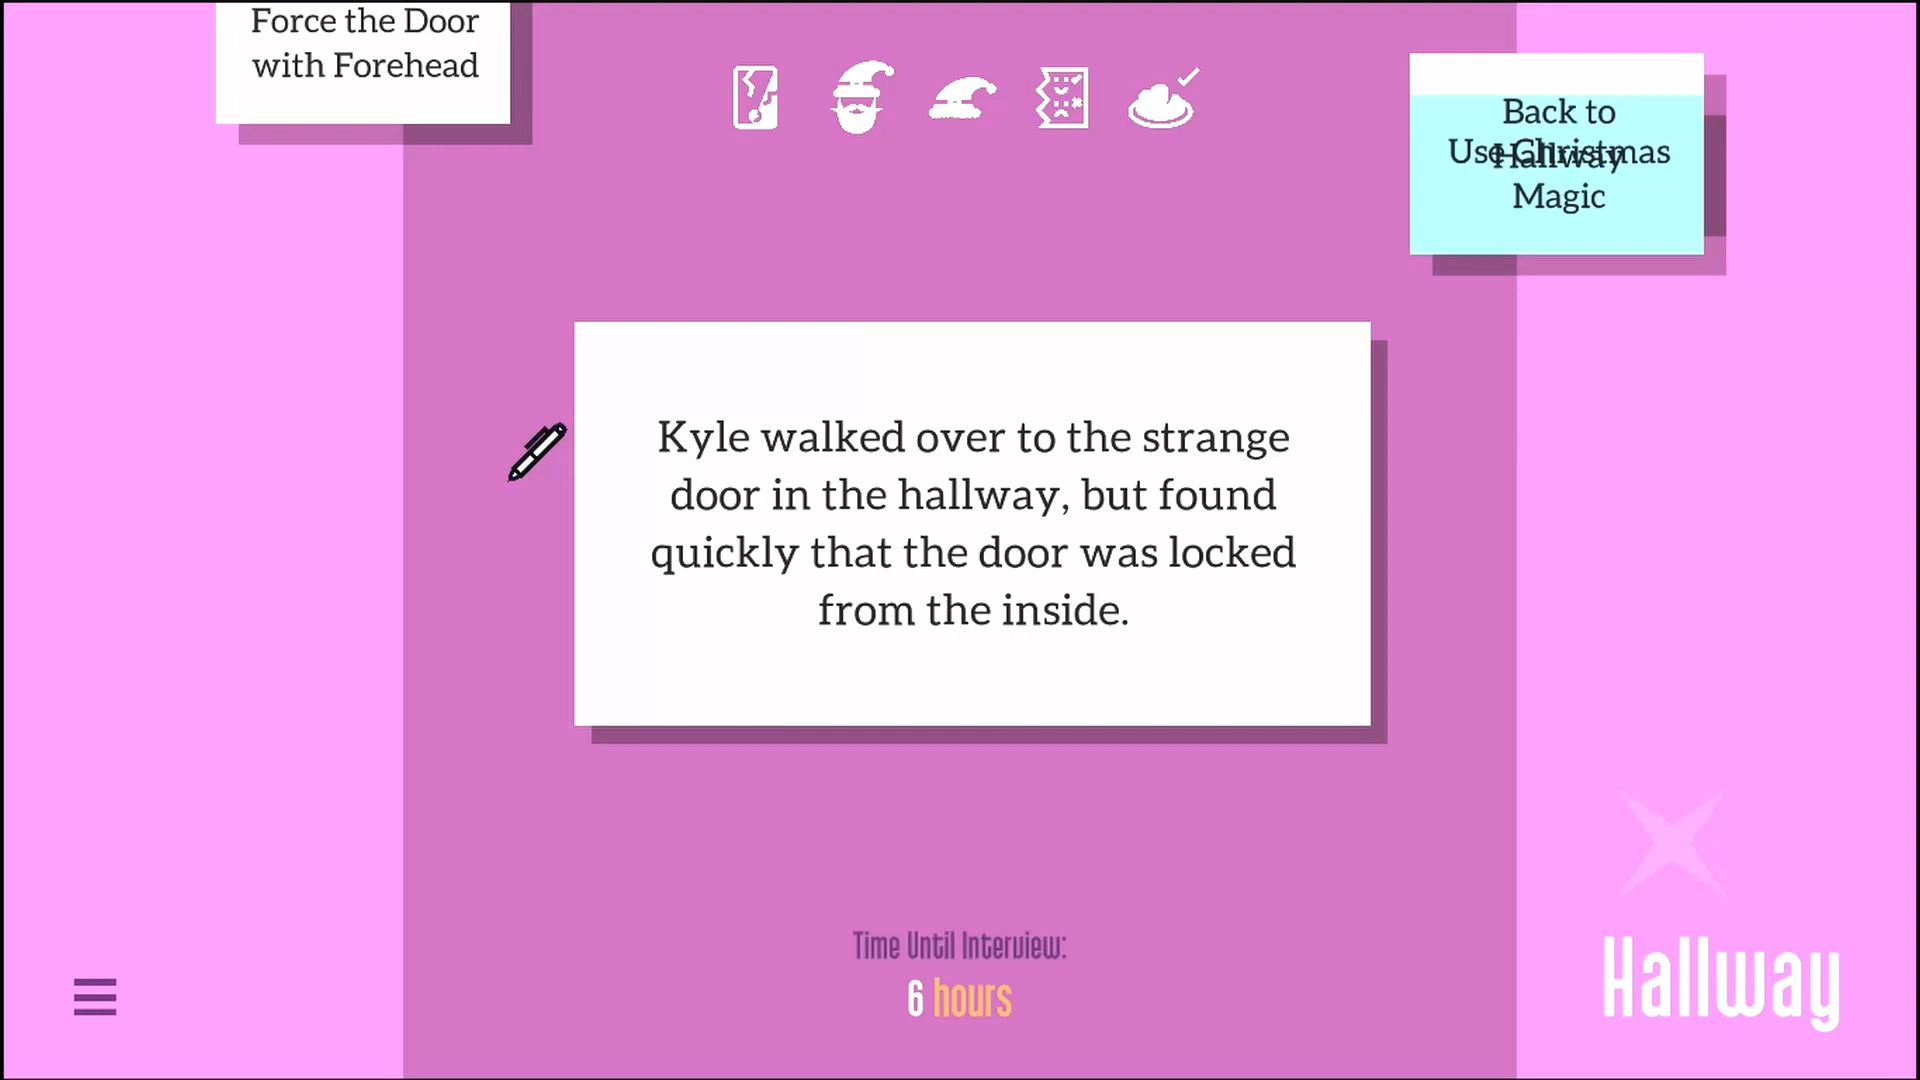 Force the Door
with Forehead
Back to
Hallway
Use Christmas
Magic
Kyle walked over to the strange
door in the hallway, but found
quickly that the door was locked
from the inside.
Time Until Interview:
6 hours
Hallway